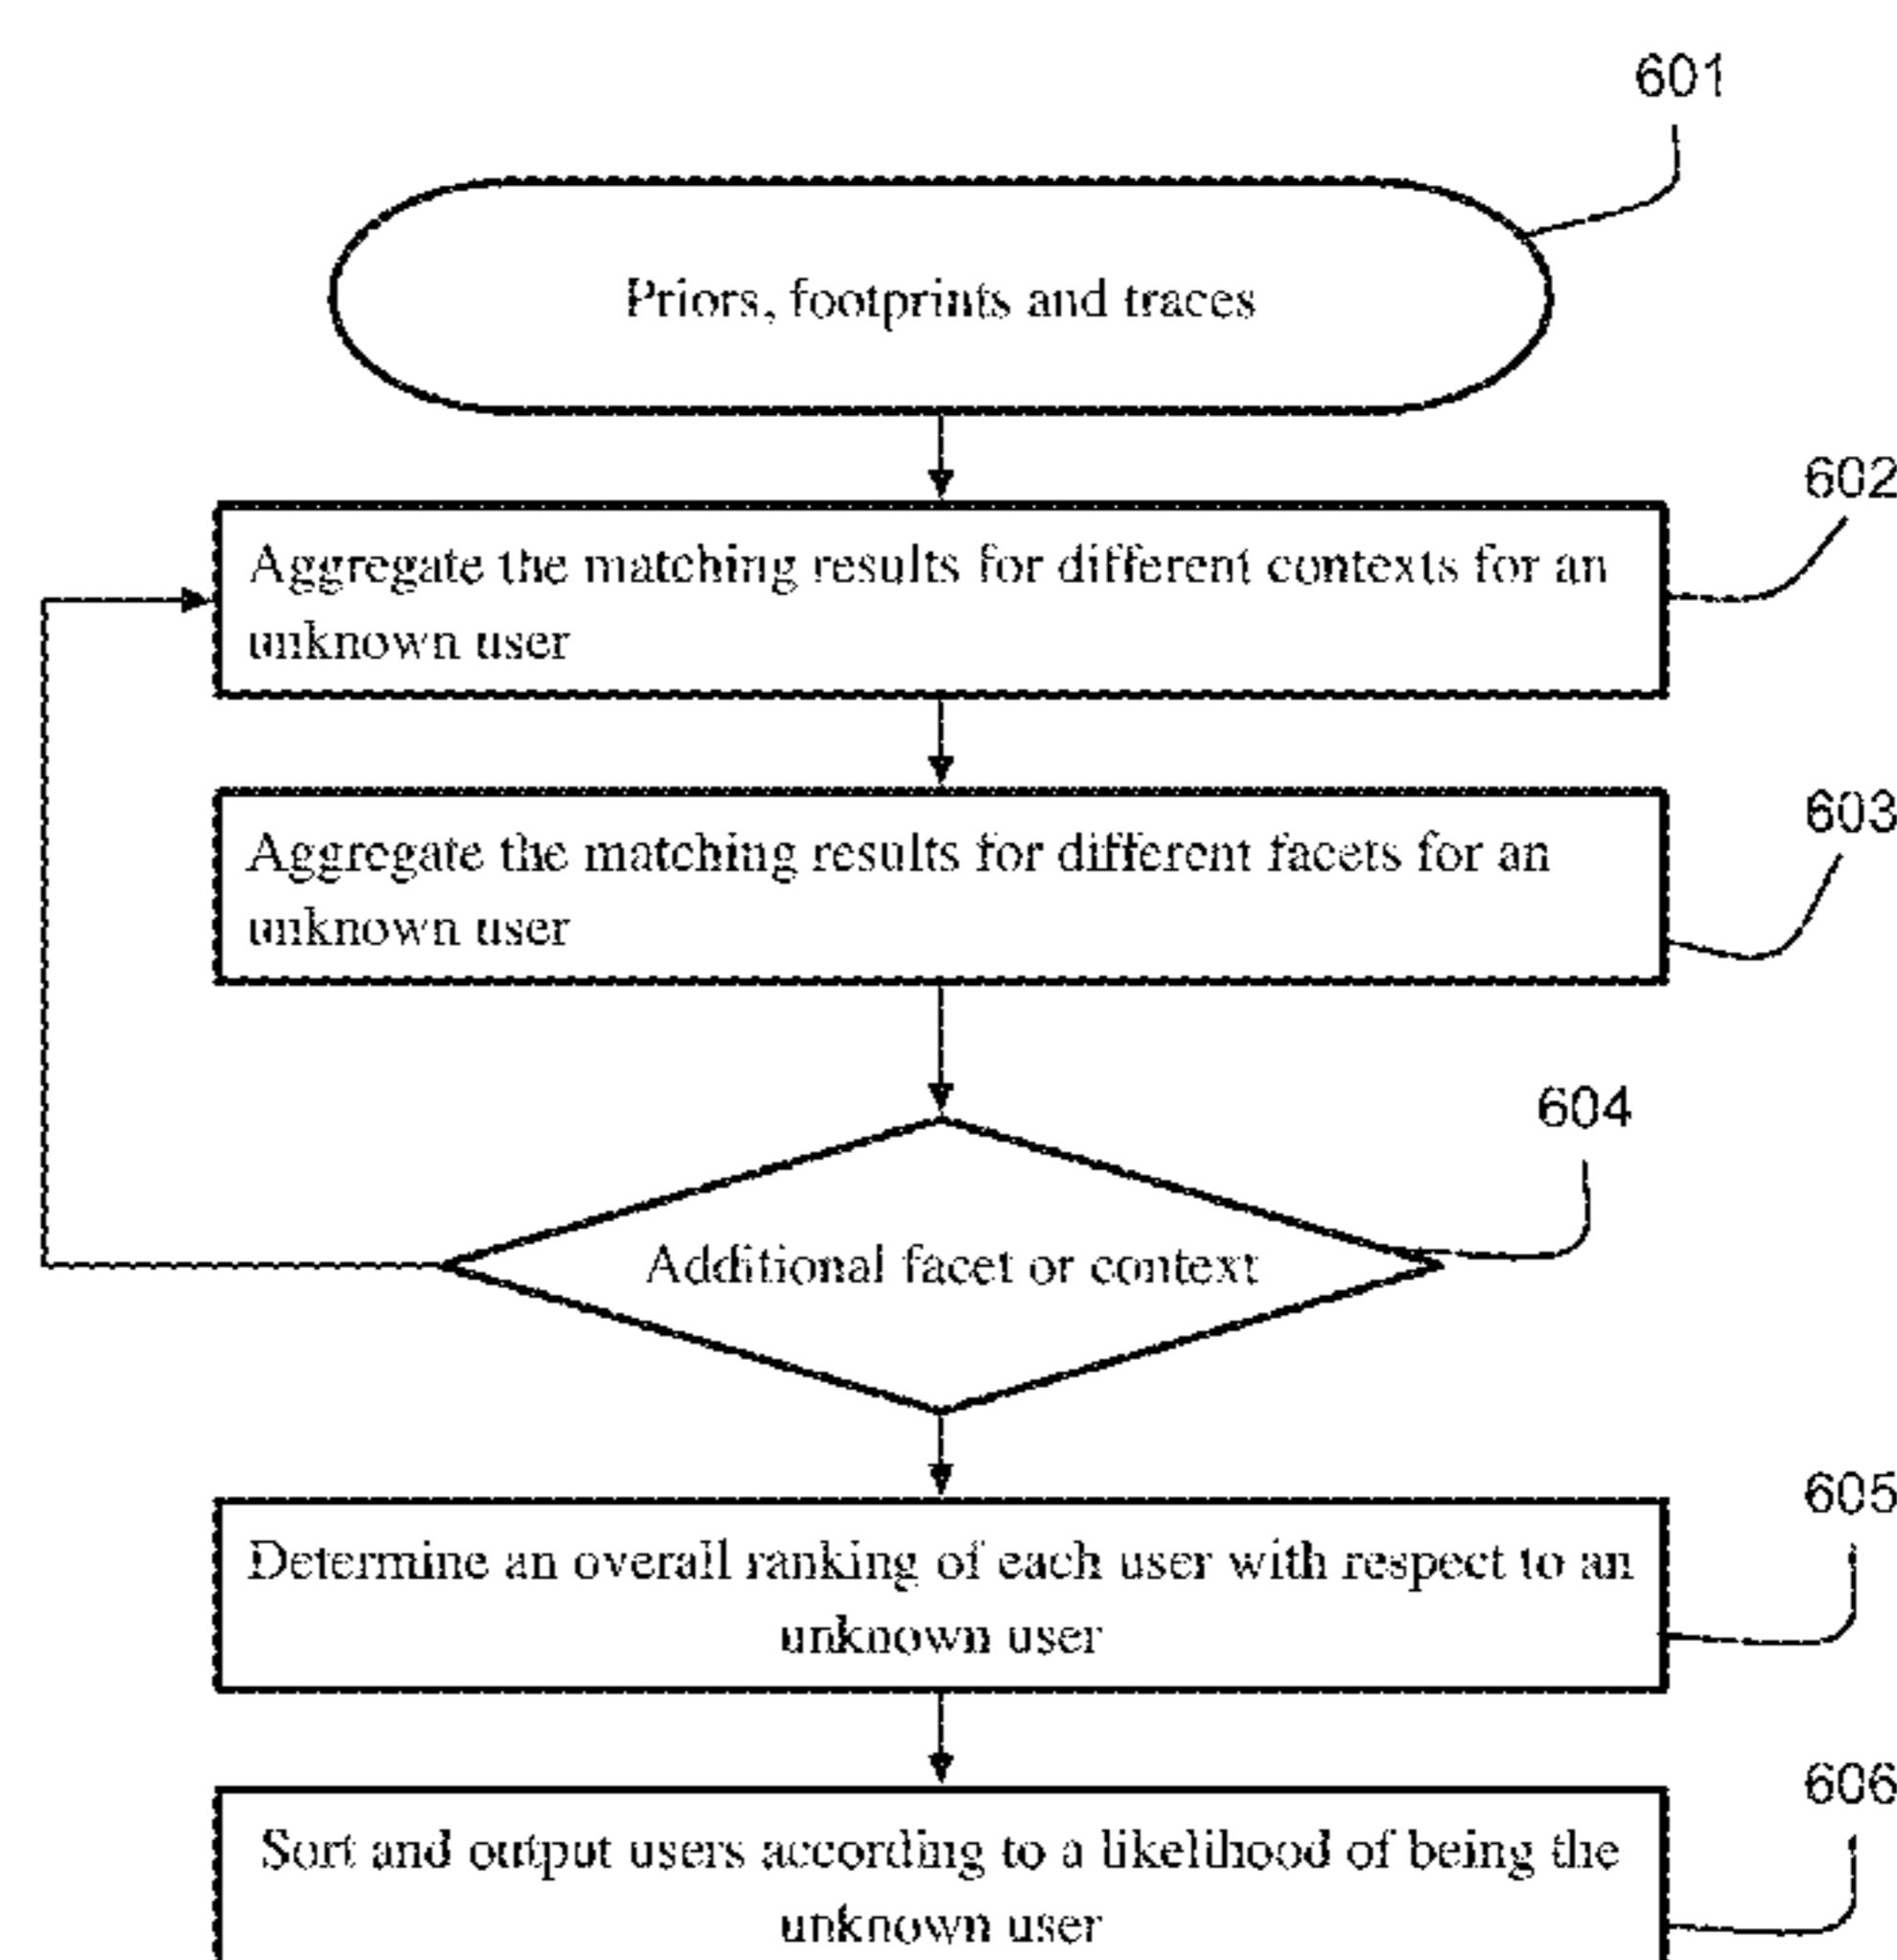 601
Priors, footprints and traces
602
Aggregate the matching results for different contexts for an
unknown user
603
Aggregate the matching results for different facets for an
unknown user
604
Additional facet or context
605
Determine an overall ranking of each user with respect to an
unknown user
606
Sort and output users according to a likelihood of being the
unknown user